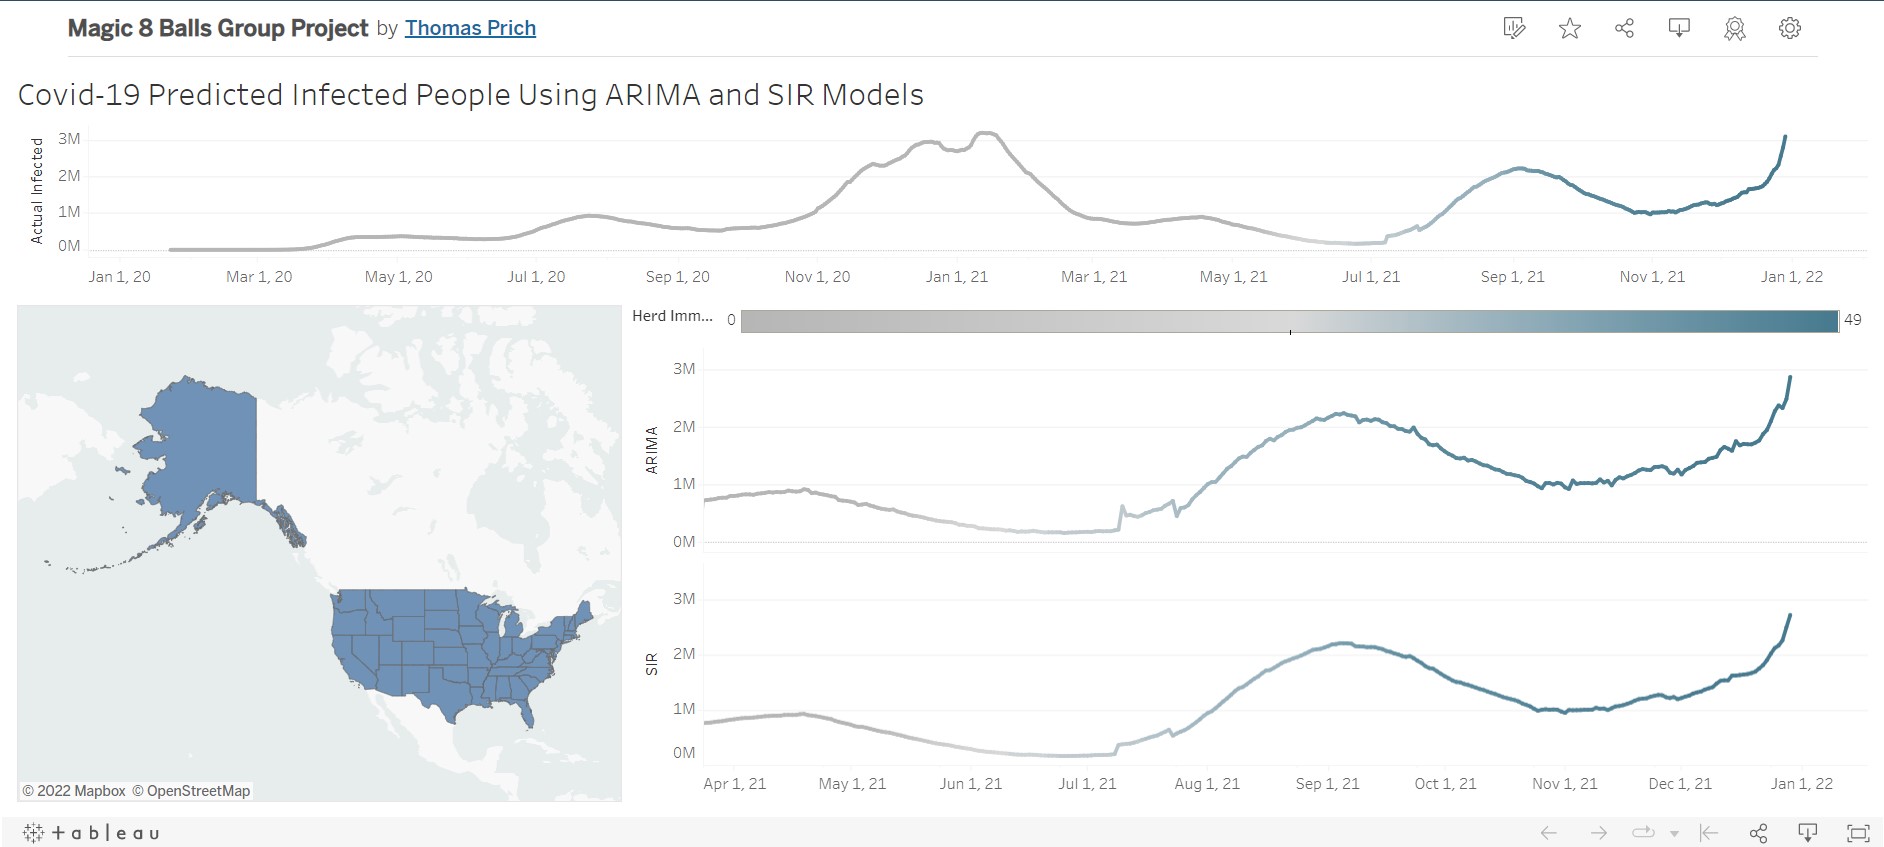 Magic 8 Balls Group Project by Thomas Prich
Covid-19 Predicted Infected People Using ARIMA and SIR Models
Actual Infected
3M
2M
1M
0M
Jan 1, 20 Mar 1, 20 May 1, 20 Jul 1, 20 Sep 1, 20 Nov 1, 20 Jan 1, 21 Mar 1, 21 May 1, 21 Jul 1, 21 Sep 1, 21 Nov 1, 21 Jan 1, 22
Herd Imm... 0 49
ARIMA
3M
2M
1M
0M
SIR
3M
2M
1M
0M
Apr 1, 21 May 1, 21 Jun 1, 21 Jul 1, 21 Aug 1, 21 Sep 1, 21 Oct 1, 21 Nov 1, 21 Dec 1, 21 Jan 1, 22
© 2022 Mapbox © OpenStreetMap
+ a b l e a u